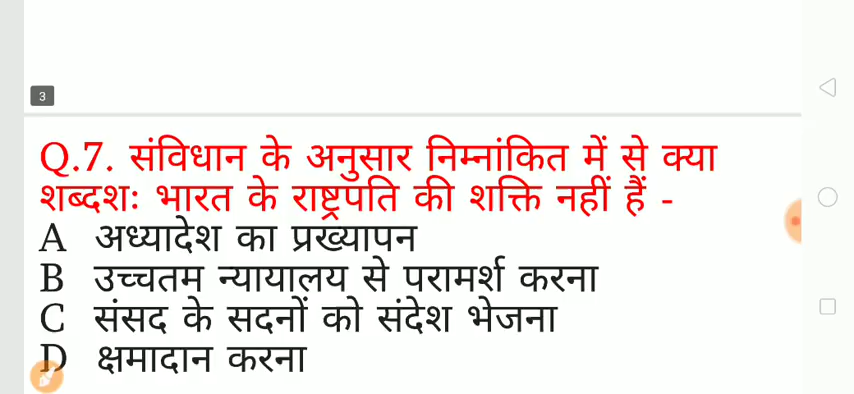 3
Q.7. संविधान के अनुसार निम्नांकित में से क्या
शब्दशः भारत के राष्ट्रपति की शक्ति नहीं हैं -
A अध्यादेश का प्रख्यापन
B उच्चतम न्यायालय से परामर्श करना
C संसद के सदनों को संदेश भेजना
D क्षमादान करना